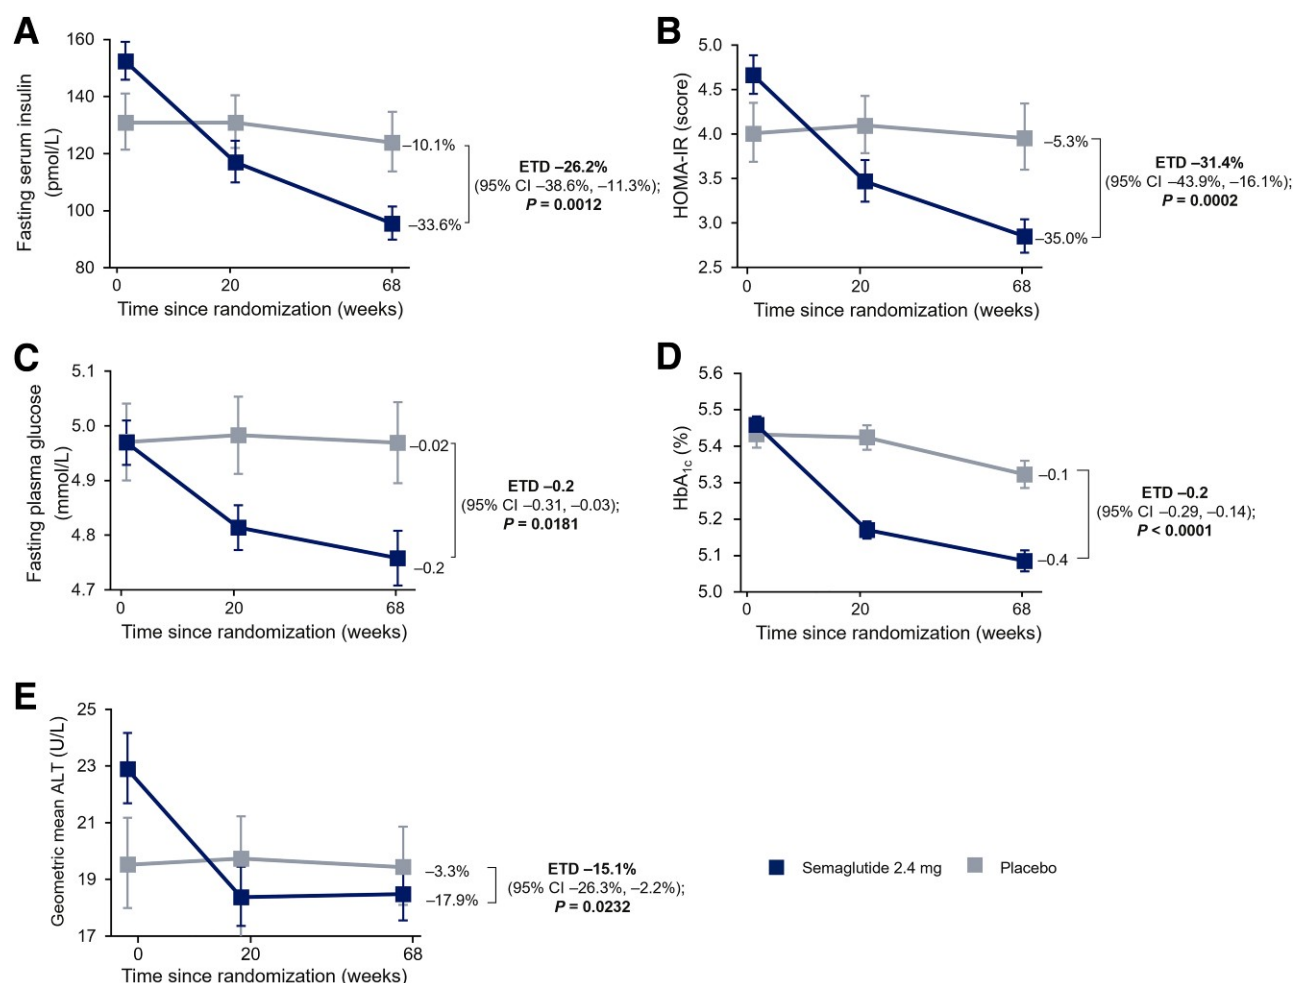 A
Fasting serum insulin
(pmol/L)
160
140
120
100
80
0
20
68
Time since randomization (weeks)
–10.1%
–33.6%
ETD –26.2%
(95% CI –38.6%, –11.3%);
P = 0.0012
B
HOMA-IR (score)
5.0
4.5
4.0
3.5
3.0
2.5
0
20
68
Time since randomization (weeks)
–5.3%
–35.0%
ETD –31.4%
(95% CI –43.9%, –16.1%);
P = 0.0002
C
Fasting plasma glucose
(mmol/L)
5.1
5.0
4.9
4.8
4.7
0
20
68
Time since randomization (weeks)
–0.02
–0.2
ETD –0.2
(95% CI –0.31, –0.03);
P = 0.0181
D
HbA1c (%)
5.6
5.5
5.4
5.3
5.2
5.1
5.0
0
20
68
Time since randomization (weeks)
–0.1
–0.4
ETD –0.2
(95% CI –0.29, –0.14);
P < 0.0001
E
Geometric mean ALT (U/L)
25
23
21
19
17
0
20
68
Time since randomization (weeks)
–3.3%
–17.9%
ETD –15.1%
(95% CI –26.3%, –2.2%);
P = 0.0232
Semaglutide 2.4 mg
Placebo